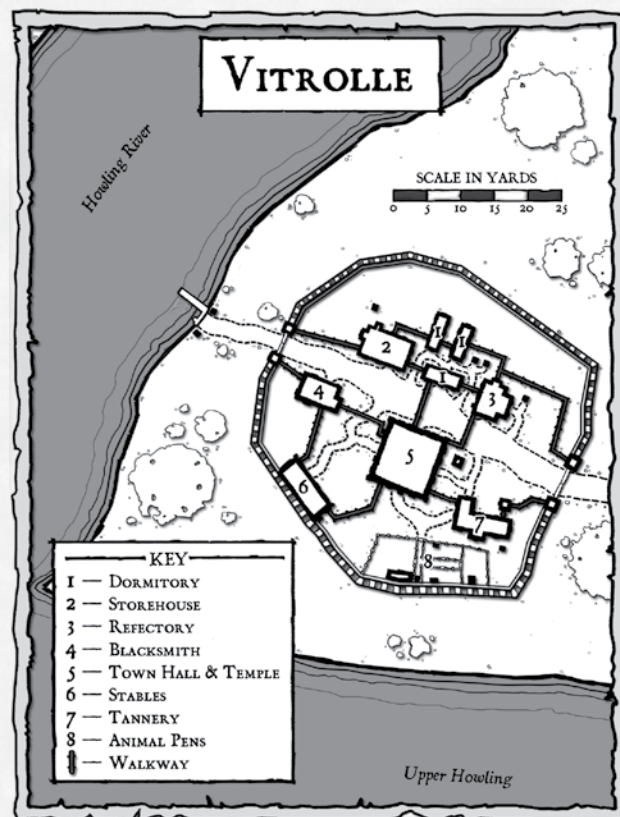 VITROLLE
Howling River
SCALE IN YARDS
0 5 10 15 20 25
1
1
2
1
3
4
5
6
7
8
KEY
1 — DORMITORY
2 — STOREHOUSE
3 — REFECTORY
4 — BLACKSMITH
5 — TOWN HALL & TEMPLE
6 — STABLES
7 — TANNERY
8 — ANIMAL PENS
— WALKWAY
Upper Howling